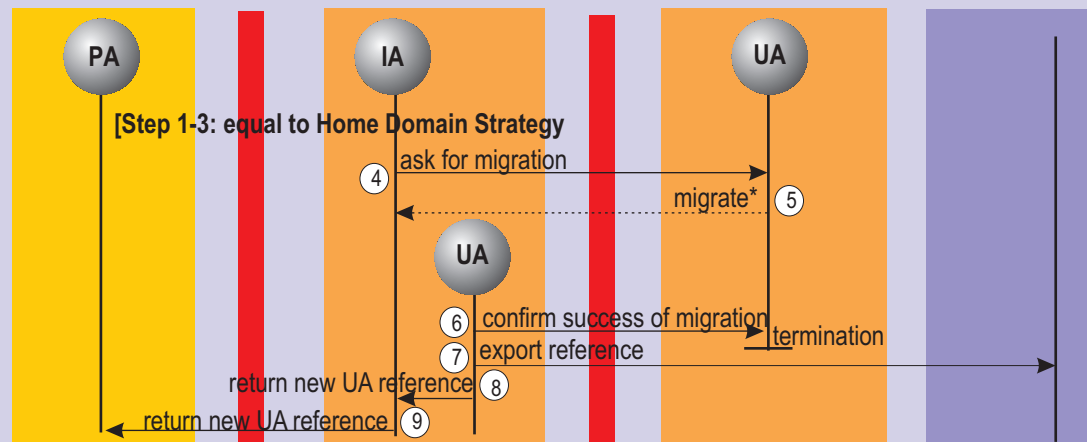 PA
IA
UA
[Step 1-3: equal to Home Domain Strategy
4
ask for migration
migrate*
5
UA
6
confirm success of migration
termination
7
export reference
return new UA reference
8
return new UA reference
9